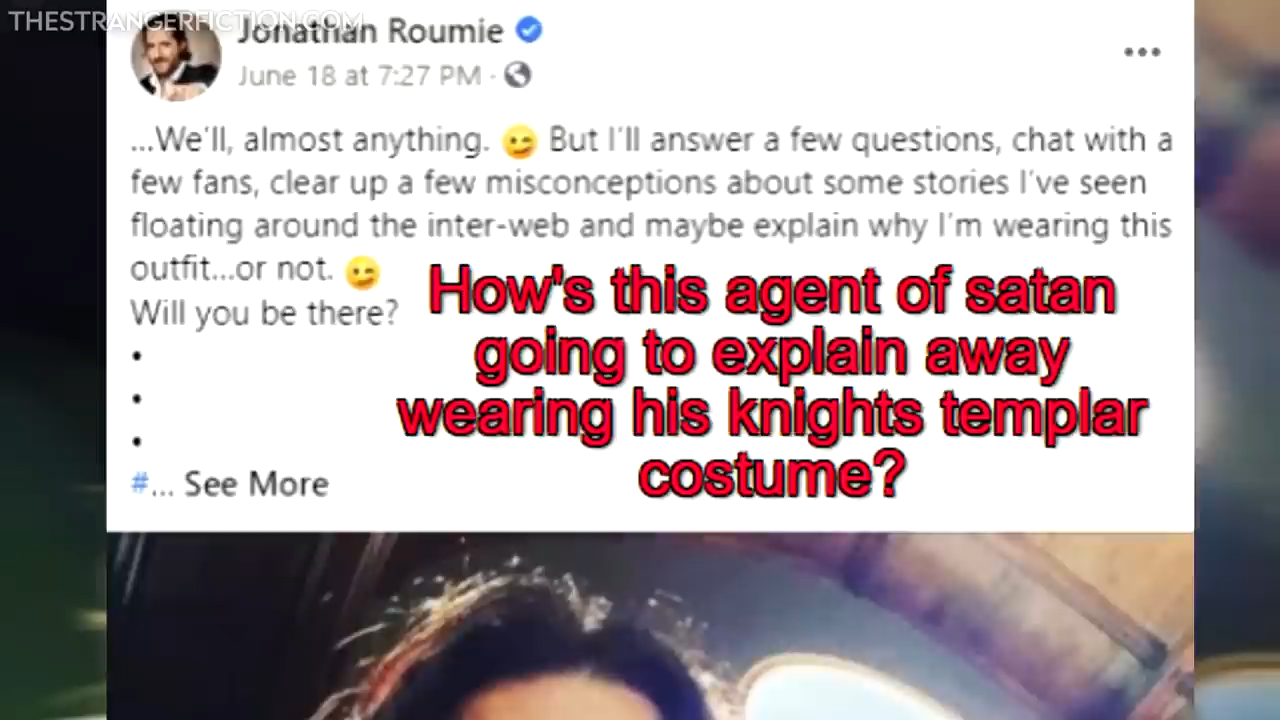 THESTRANGERFICTION.COM
Jonathan Roumie
June 18 at 7:27 PM ·
...We'll, almost anything. 😉 But I'll answer a few questions, chat with a
few fans, clear up a few misconceptions about some stories I've seen
floating around the inter-web and maybe explain why I'm wearing this
outfit...or not. 😉
Will you be there?
•
•
•
#... See More
How's this agent of satan
going to explain away
wearing his knights templar
costume?